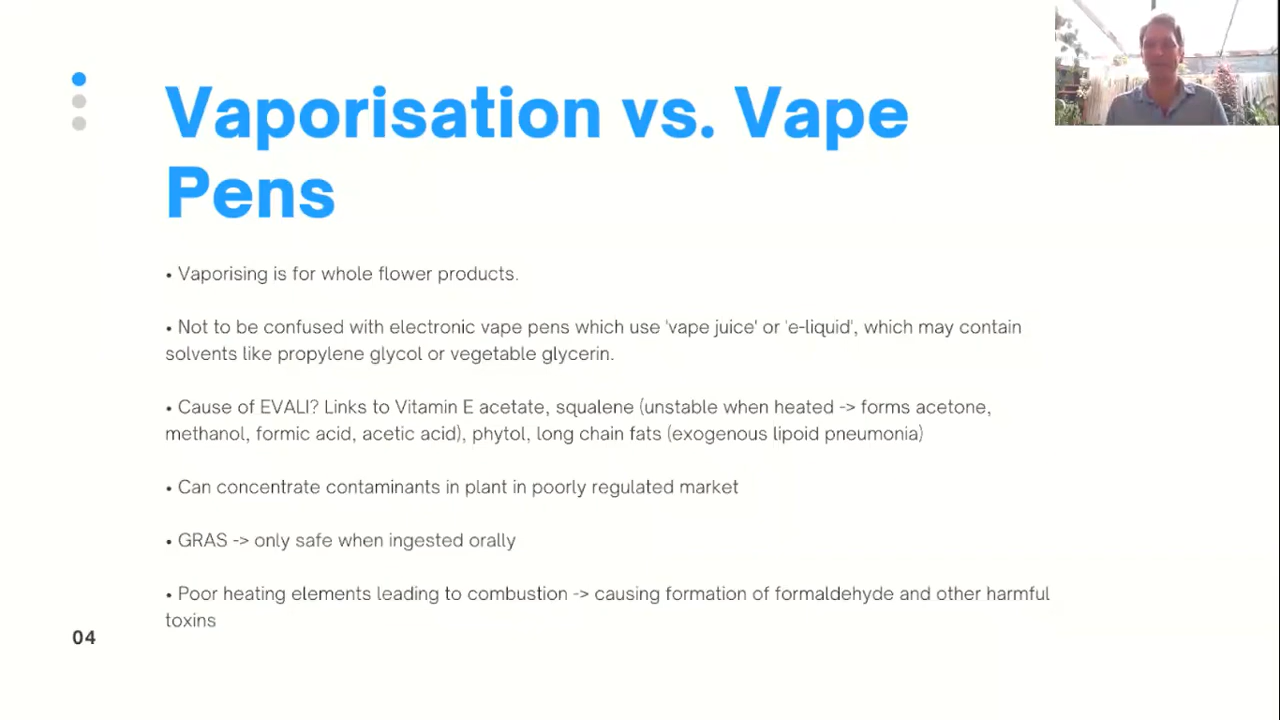 Vaporisation vs. Vape
Pens
• Vaporising is for whole flower products.
• Not to be confused with electronic vape pens which use 'vape juice' or 'e-liquid', which may contain
solvents like propylene glycol or vegetable glycerin.
• Cause of EVALI? Links to Vitamin E acetate, squalene (unstable when heated -> forms acetone,
methanol, formic acid, acetic acid), phytol, long chain fats (exogenous lipoid pneumonia)
• Can concentrate contaminants in plant in poorly regulated market
• GRAS -> only safe when ingested orally
• Poor heating elements leading to combustion -> causing formation of formaldehyde and other harmful
toxins
04